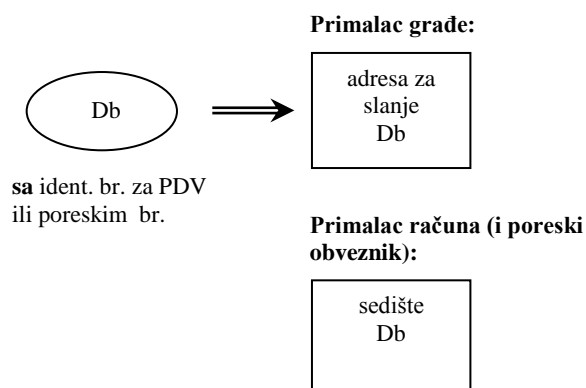 Primalac građe:
adresa za
slanje
Db
Db
sa ident. br. za PDV
ili poreskim br.
Primalac računa (i poreski
obveznik):
sedište
Db